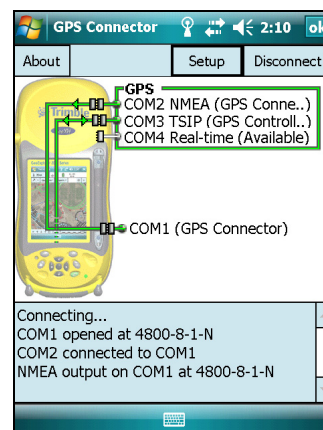 GPS Connector 2:10 ok
About Setup Disconnect
GPS
COM2 NMEA (GPS Conne..)
COM3 TSIP (GPS Controll..)
COM4 Real-time (Available)
Trimble
COM1 (GPS Connector)
Connecting...
COM1 opened at 4800-8-1-N
COM2 connected to COM1
NMEA output on COM1 at 4800-8-1-N